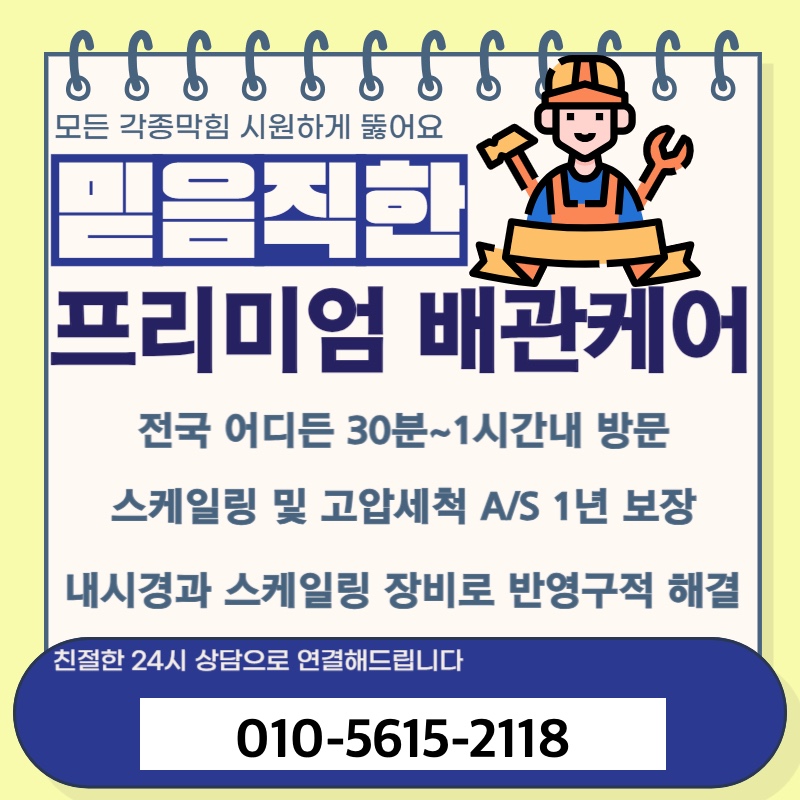 모든 각종막힘 시원하게 뚫어요
믿음직한
프리미엄 배관케어
전국 어디든 30분~1시간내 방문
스케일링 및 고압세척 A/S 1년 보장
내시경과 스케일링 장비로 반영구적 해결
친절한 24시 상담으로 연결해드립니다
010-5615-2118